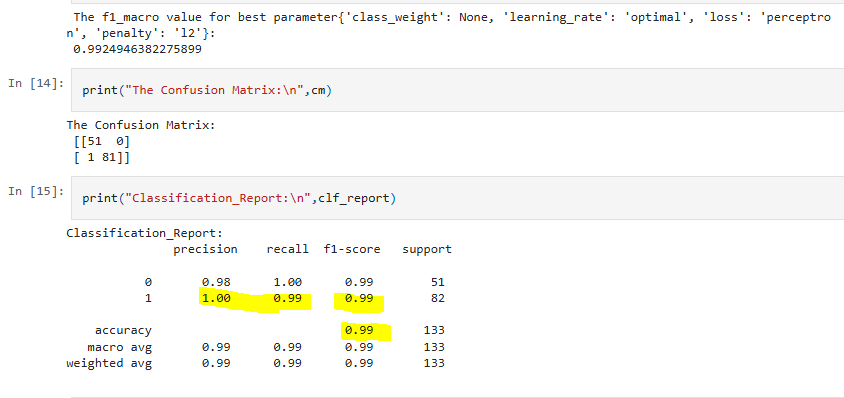 The f1_macro value for best parameter{'class_weight': None, 'learning_rate': 'optimal', 'loss': 'perceptro
n', 'penalty': 'l2'}:
0.9924946382275899
In [14]: print("The Confusion Matrix:\n",cm)
The Confusion Matrix:
[[51  0]
[ 1 81]]
In [15]: print("Classification_Report:\n",clf_report)
Classification_Report:
precision recall f1-score support
0 0.98 1.00 0.99 51
1 1.00 0.99 0.99 82
accuracy 0.99 133
macro avg 0.99 0.99 0.99 133
weighted avg 0.99 0.99 0.99 133